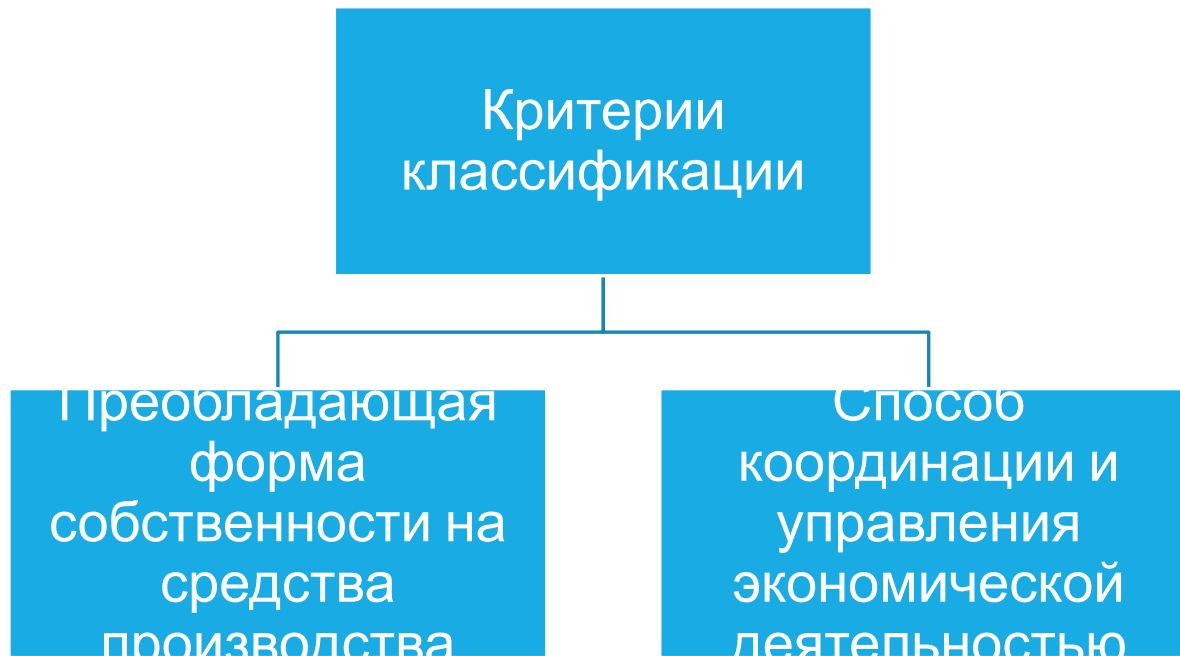 Критерии
классификации
Преобладающая
форма
собственности на
средства
производства
Способ
координации и
управления
экономической
деятельностью